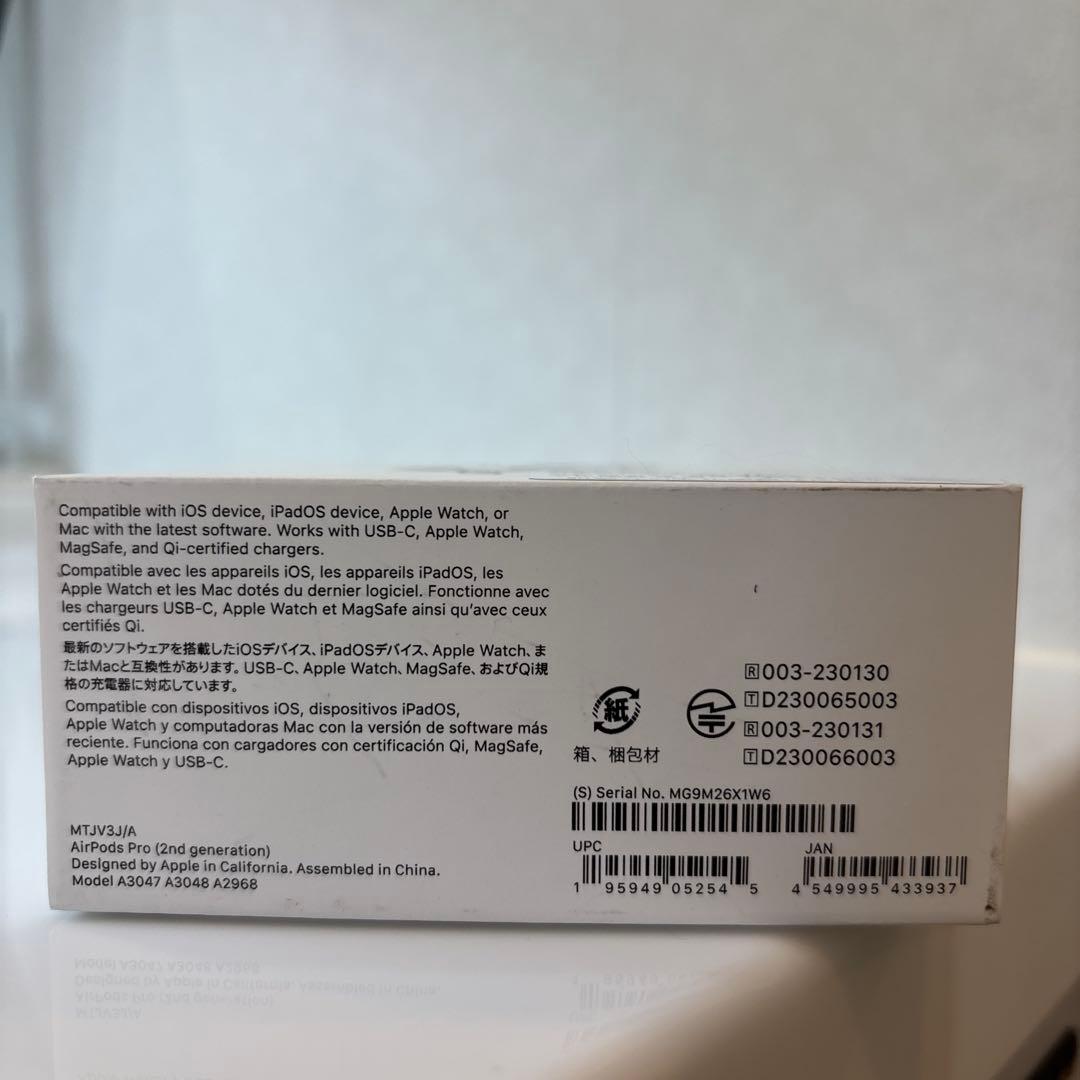 Compatible with iOS device, iPadOS device, Apple Watch, or
Mac with the latest software. Works with USB-C, Apple Watch,
MagSafe, and Qi-certified chargers.
Compatible avec les appareils iOS, les appareils iPadOS, les
Apple Watch et les Mac dotés du dernier logiciel. Fonctionne avec
les chargeurs USB-C, Apple Watch et MagSafe ainsi qu'avec ceux
certifiés Qi.
最新のソフトウェアを搭載したiOSデバイス、iPadOSデバイス、Apple Watch、ま
たはMacと互換性があります。USB-C、Apple Watch、MagSafe、およびQi規
格の充電器に対応しています。
Compatible con dispositivos iOS, dispositivos iPadOS,
Apple Watch y computadoras Mac con la versión de software más
reciente. Funciona con cargadores con certificación Qi, MagSafe,
Apple Watch y USB-C.
MTJV3J/A
AirPods Pro (2nd generation)
Designed by Apple in California. Assembled in China.
Model A3047 A3048 A2968
紙
箱、梱包材
R 003-230130
T D230065003
R 003-230131
T D230066003
(S) Serial No. MG9M26X1W6
UPC
1 95949 05254 5
JAN
4 549995 433937